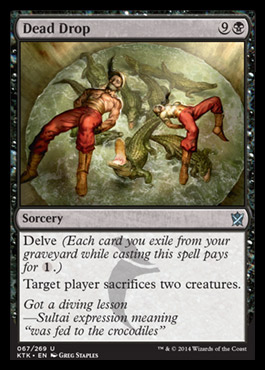 Dead Drop 9
Sorcery
Delve (Each card you exile from your
graveyard while casting this spell pays
for 1.)
Target player sacrifices two creatures.
Got a diving lesson
—Sultai expression meaning
"was fed to the crocodiles"
067/269 U
KTK • EN Greg Staples
™ & © 2014 Wizards of the Coast